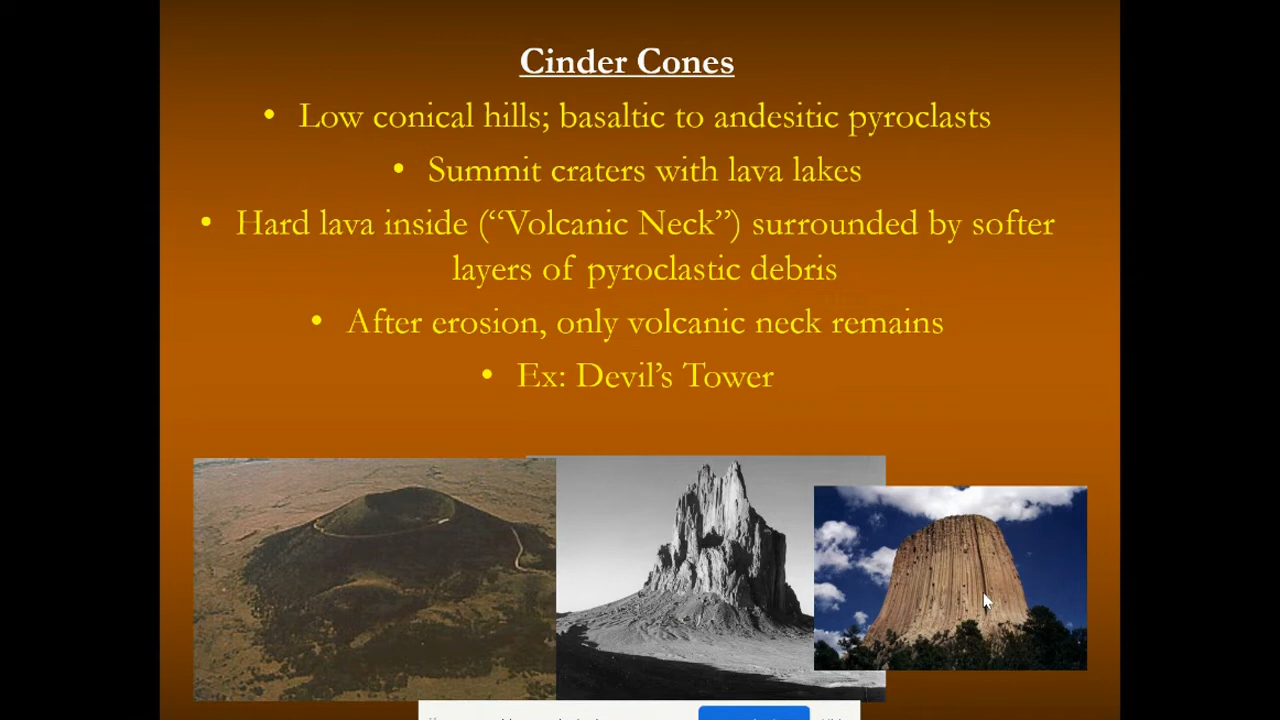 Cinder Cones
• Low conical hills; basaltic to andesitic pyroclasts
• Summit craters with lava lakes
• Hard lava inside (“Volcanic Neck”) surrounded by softer
layers of pyroclastic debris
• After erosion, only volcanic neck remains
• Ex: Devil’s Tower